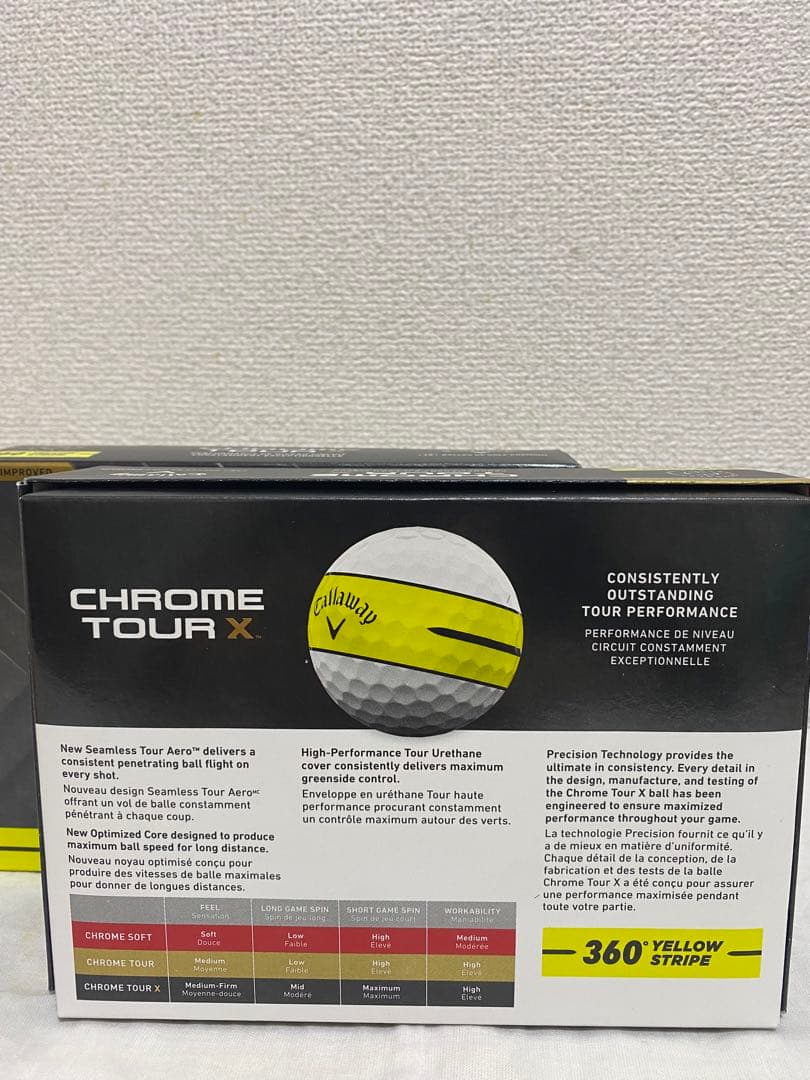 IMPROVED
CHROME
TOUR X™
Callaway
CONSISTENTLY
OUTSTANDING
TOUR PERFORMANCE
PERFORMANCE DE NIVEAU
CIRCUIT CONSTAMMENT
EXCEPTIONNELLE
New Seamless Tour Aero™ delivers a
consistent penetrating ball flight on
every shot.
Nouveau design Seamless Tour Aeroᴹᶜ
offrant un vol de balle constamment
pénétrant à chaque coup.
New Optimized Core designed to produce
maximum ball speed for long distance.
Nouveau noyau optimisé conçu pour
produire des vitesses de balle maximales
pour donner de longues distances.
High-Performance Tour Urethane
cover consistently delivers maximum
greenside control.
Enveloppe en uréthane Tour haute
performance procurant constamment
un contrôle maximum autour des verts.
Precision Technology provides the
ultimate in consistency. Every detail in
the design, manufacture, and testing of
the Chrome Tour X ball has been
engineered to ensure maximized
performance throughout your game.
La technologie Precision fournit ce qu'il y
a de mieux en matière d'uniformité.
Chaque détail de la conception, de la
fabrication et des tests de la balle
Chrome Tour X a été conçu pour assurer
une performance maximisée pendant
toute votre partie.
FEEL LONG GAME SPIN SHORT GAME SPIN WORKABILITY
Sensation Spin de jeu long Spin de jeu court Maniabilité
CHROME SOFT Soft Low High Medium
Douce Faible Élevé Modérée
CHROME TOUR Medium Low High High
Moyenne Faible Élevé Élevé
CHROME TOUR X Medium-Firm Mid Maximum High
Moyenne-douce Modéré Maximum Élevé
360° YELLOW
STRIPE